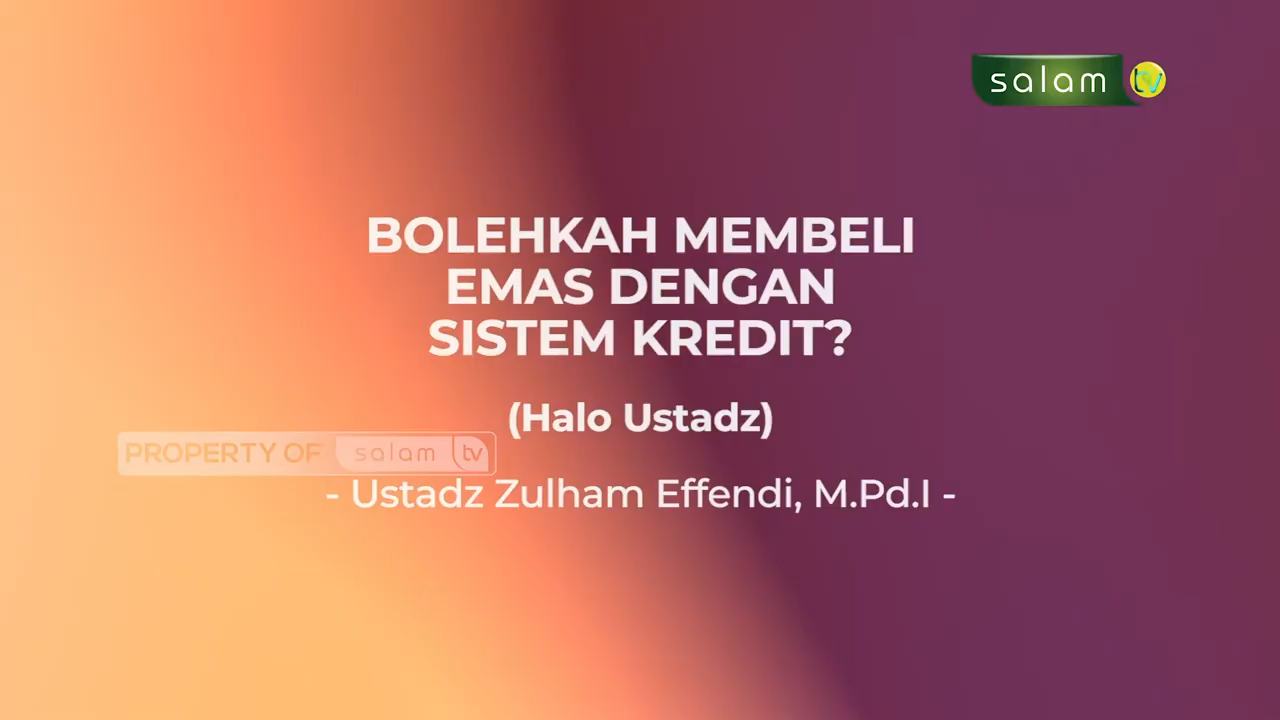 salam tv
BOLEHKAH MEMBELI
EMAS DENGAN
SISTEM KREDIT?
(Halo Ustadz)
PROPERTY OF salam tv
- Ustadz Zulham Effendi, M.Pd.I -